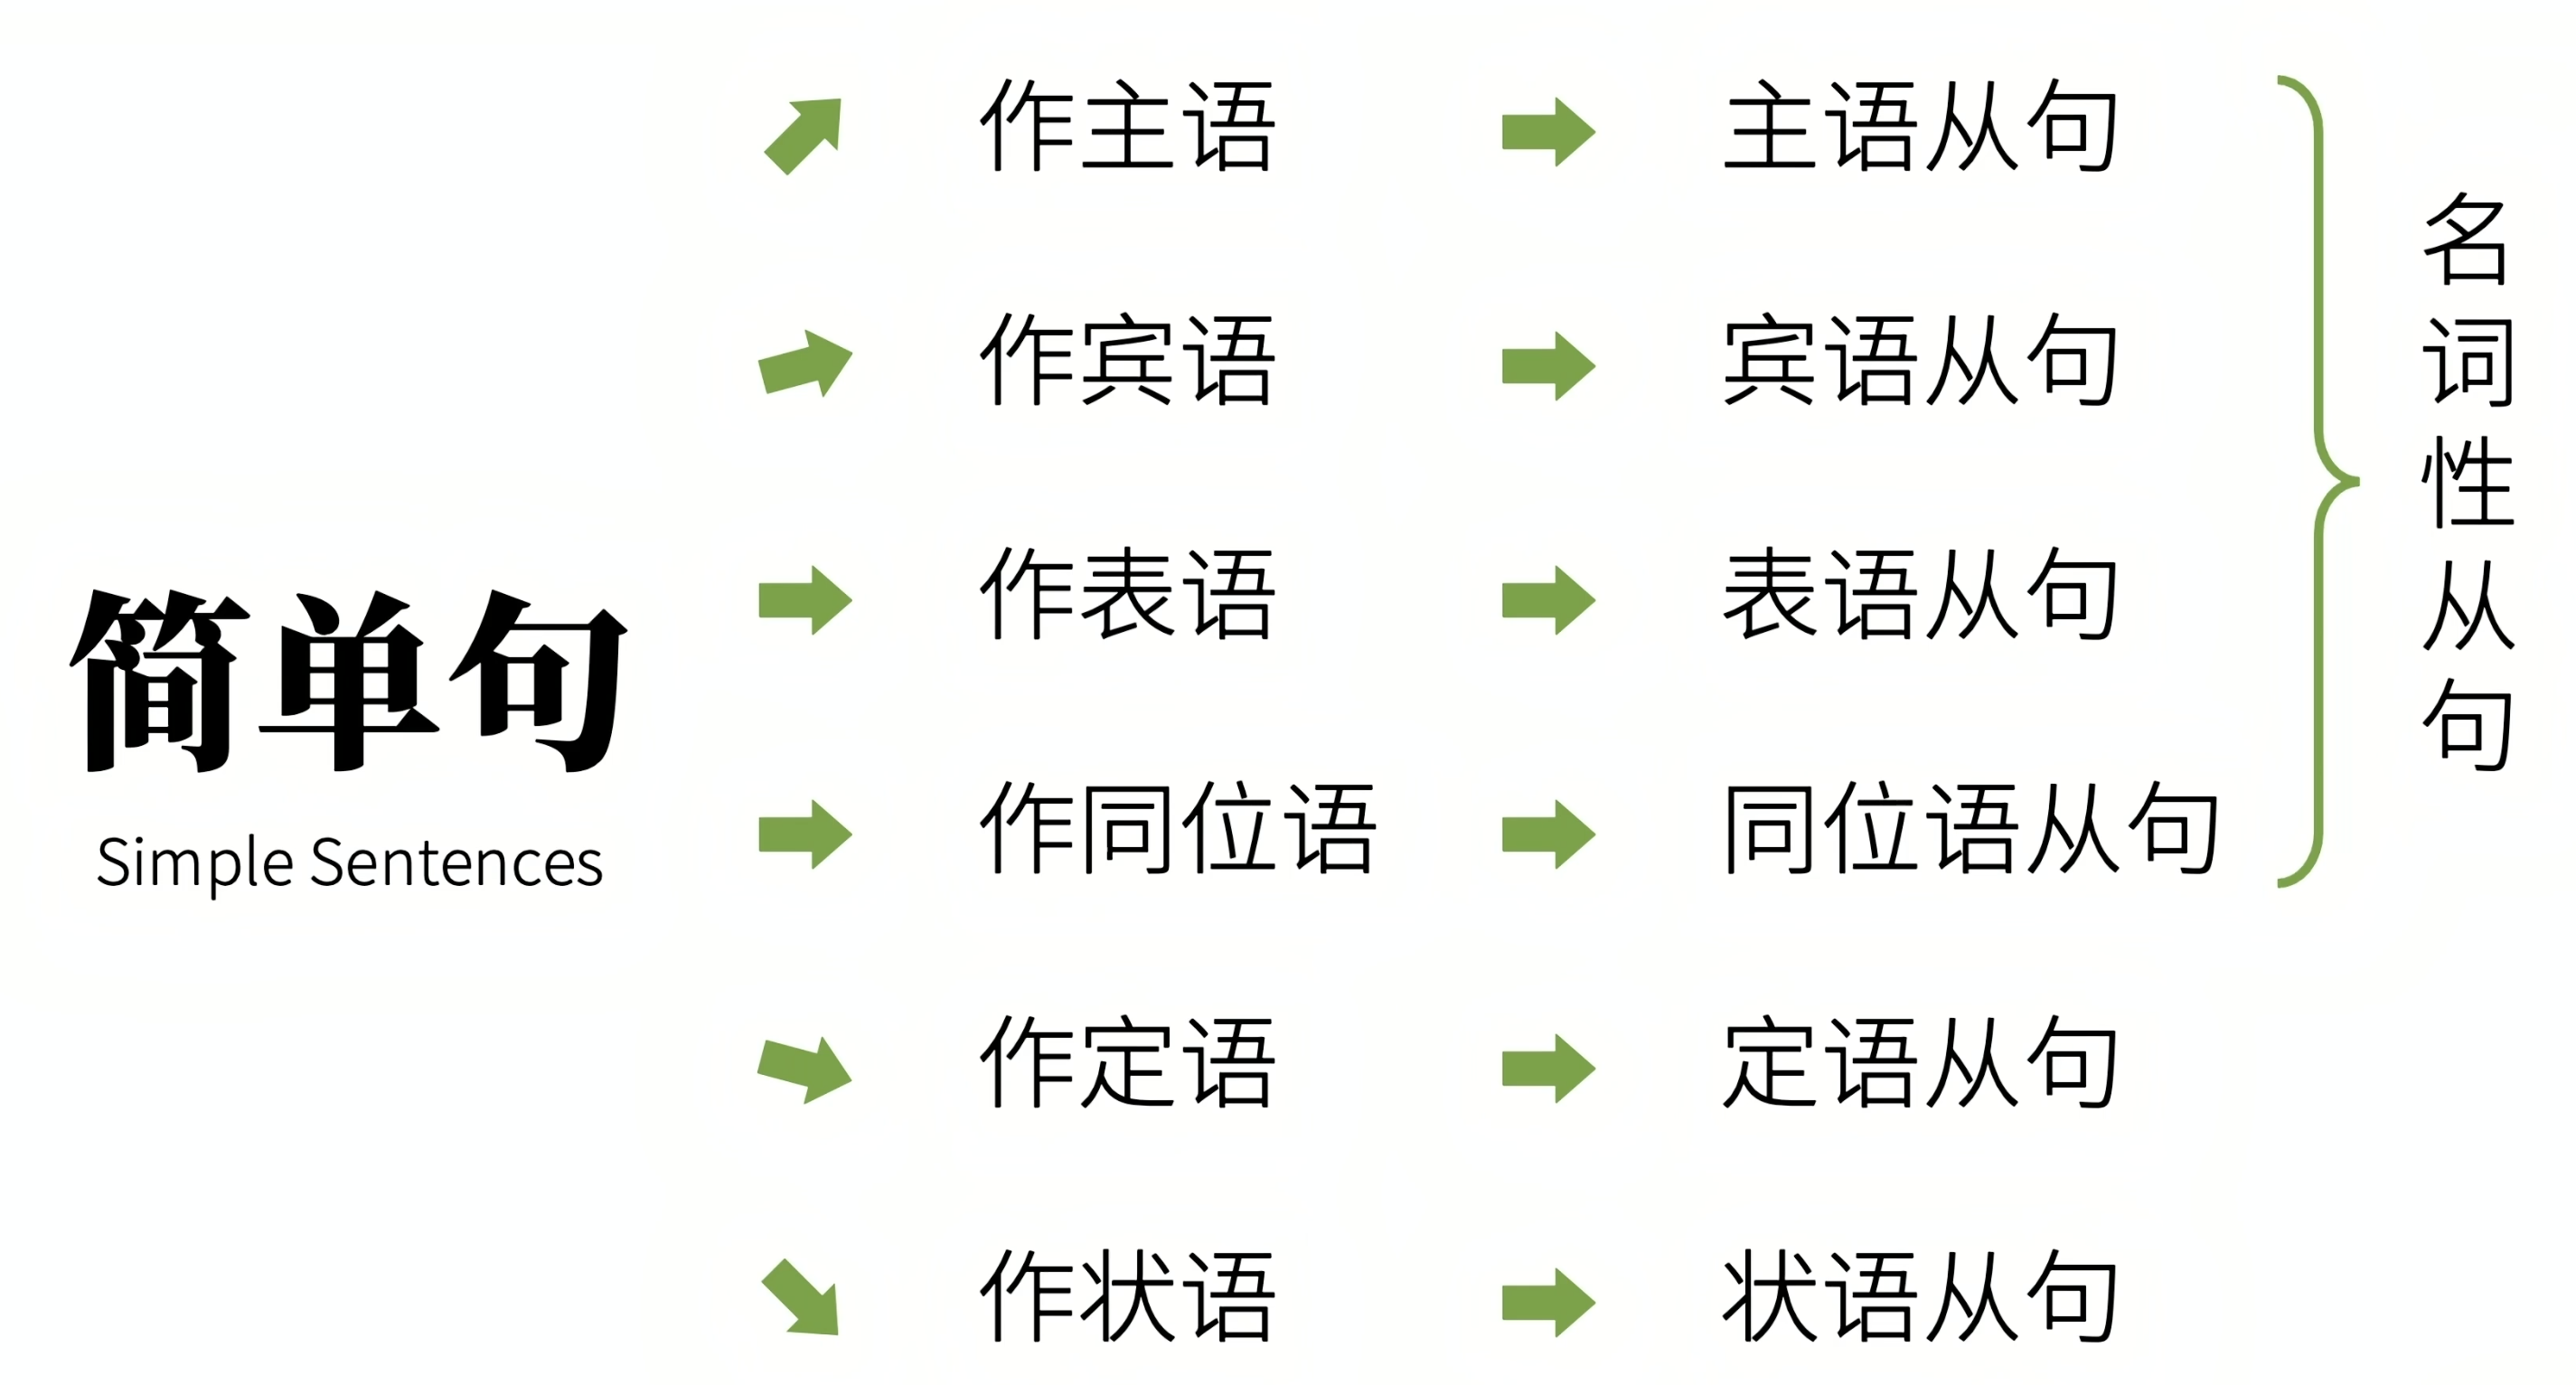 作主语
主语从句
作宾语
宾语从句
作表语
表语从句
简单句
Simple Sentences
作同位语
同位语从句
作定语
定语从句
作状语
状语从句
名词性从句